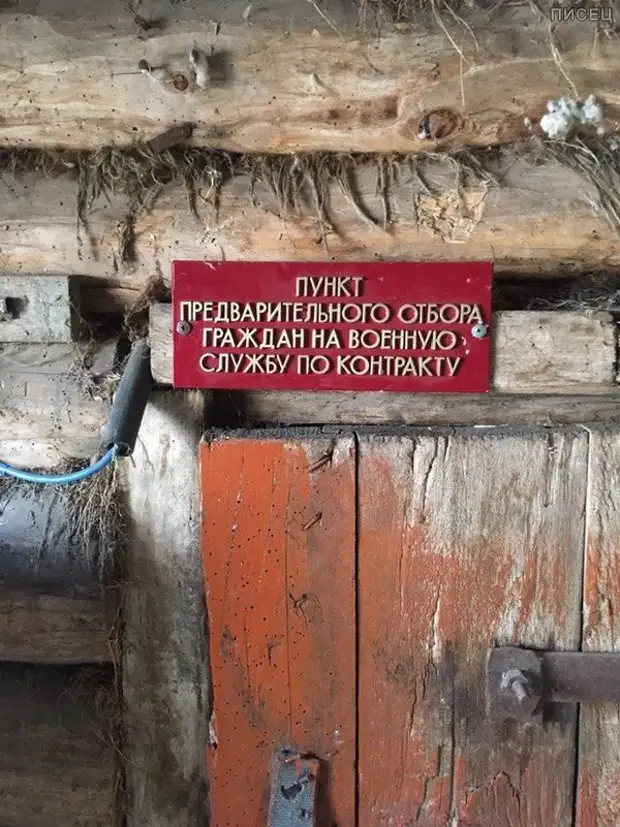 ПИСЕЦ
ПУНКТ
ПРЕДВАРИТЕЛЬНОГО ОТБОРА
ГРАЖДАН НА ВОЕННУЮ
СЛУЖБУ ПО КОНТРАКТУ